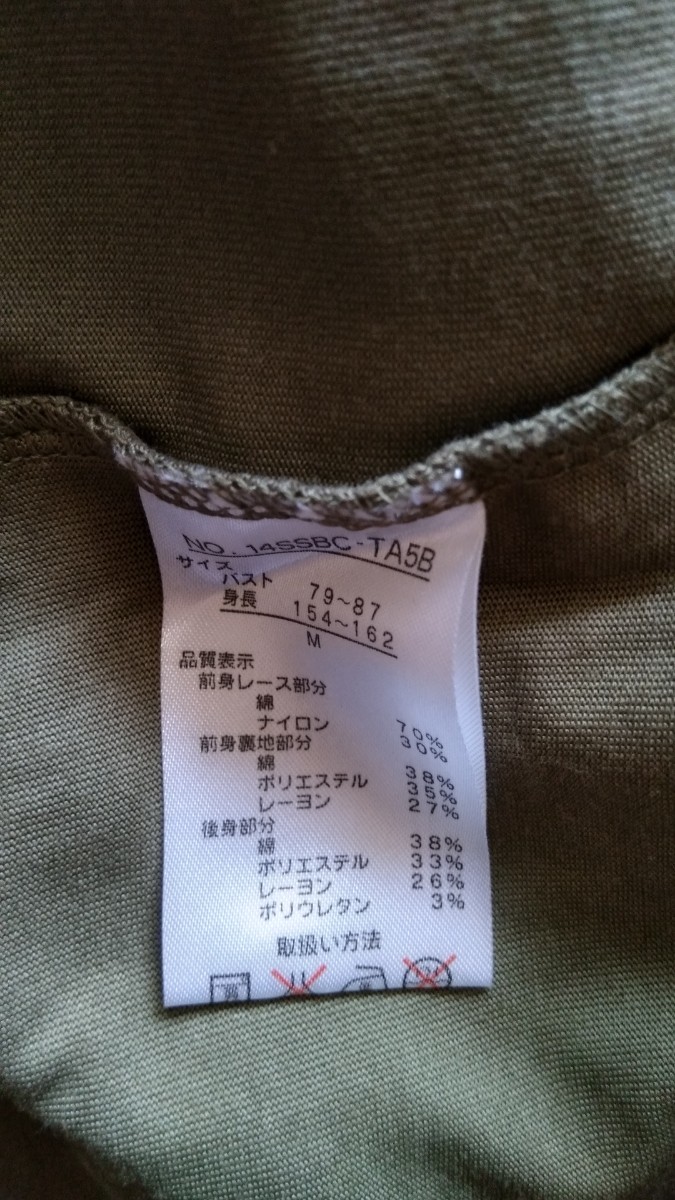 NO. 14SSBC-TA5B
サイズ
バスト 79～87
身長 154～162
M
品質表示
前身レース部分
綿 70%
ナイロン 30%
前身裏地部分
綿 38%
ポリエステル 35%
レーヨン 27%
後身部分
綿 38%
ポリエステル 33%
レーヨン 26%
ポリウレタン 3%
取扱い方法